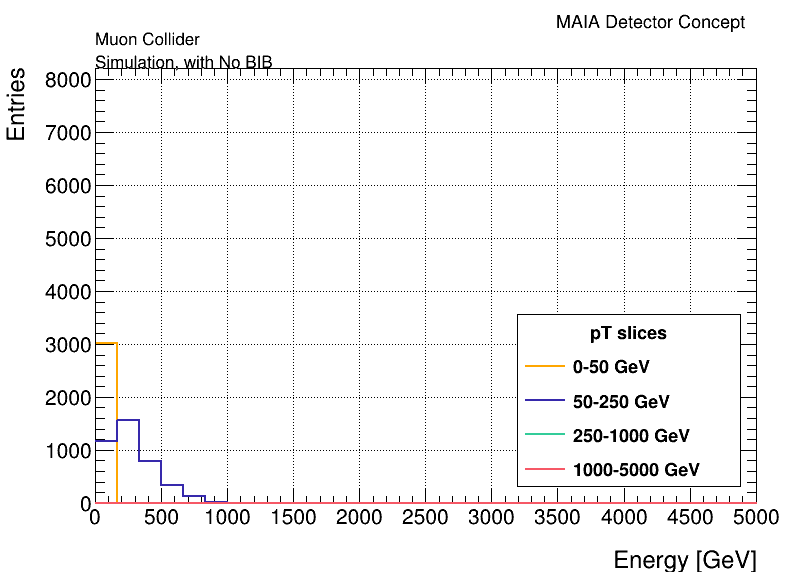 MAIA Detector Concept
Muon Collider
Simulation, with No BIB
Entries
8000
7000
6000
5000
4000
3000
2000
1000
0
pT slices
0-50 GeV
50-250 GeV
250-1000 GeV
1000-5000 GeV
0 500 1000 1500 2000 2500 3000 3500 4000 4500 5000
Energy [GeV]